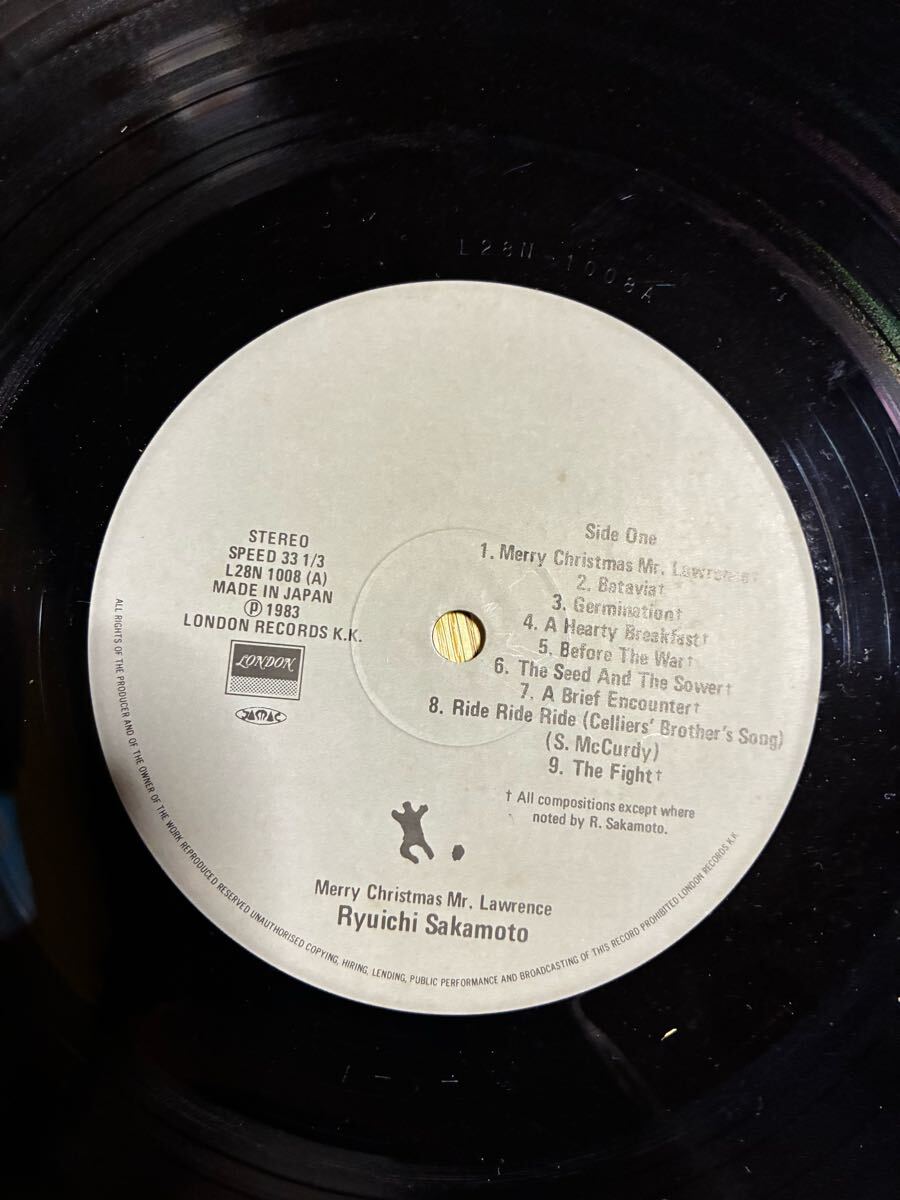 L28N-1008A
STEREO
SPEED 33 1/3
L28N 1008 (A)
MADE IN JAPAN
Ⓟ 1983
LONDON RECORDS K.K.
LONDON
JASRAC
Side One
1. Merry Christmas Mr. Lawrence†
2. Batavia†
3. Germination†
4. A Hearty Breakfast†
5. Before The War†
6. The Seed And The Sower†
7. A Brief Encounter†
8. Ride Ride Ride (Celliers' Brother's Song)
(S. McCurdy)
9. The Fight†
† All compositions except where
noted by R. Sakamoto.
Merry Christmas Mr. Lawrence
Ryuichi Sakamoto
ALL RIGHTS OF THE PRODUCER AND OF THE OWNER OF THE WORK REPRODUCED RESERVED UNAUTHORISED COPYING, HIRING, LENDING, PUBLIC PERFORMANCE AND BROADCASTING OF THIS RECORD PROHIBITED LONDON RECORDS K.K.